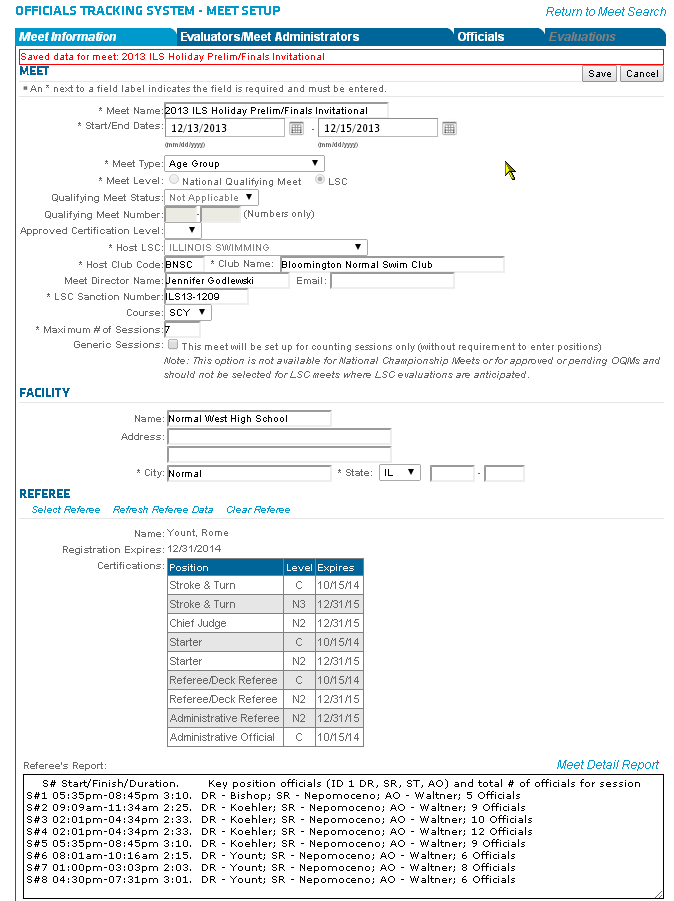 OFFICIALS TRACKING SYSTEM - MEET SETUP
Return to Meet Search
Meet Information Evaluators/Meet Administrators Officials Evaluations
Saved data for meet: 2013 ILS Holiday Prelim/Finals Invitational
MEET
Save Cancel
An * next to a field label indicates the field is required and must be entered.
* Meet Name: 2013 ILS Holiday Prelim/Finals Invitational
* Start/End Dates: 12/13/2013 - 12/15/2013
(mm/dd/yyyy) (mm/dd/yyyy)
* Meet Type: Age Group
* Meet Level: National Qualifying Meet LSC
Qualifying Meet Status: Not Applicable
Qualifying Meet Number: - (Numbers only)
Approved Certification Level:
* Host LSC: ILLINOIS SWIMMING
* Host Club Code: BNSC * Club Name: Bloomington Normal Swim Club
Meet Director Name: Jennifer Godlewski Email:
* LSC Sanction Number: ILS13-1209
Course: SCY
* Maximum # of Sessions: 7
Generic Sessions: This meet will be set up for counting sessions only (without requirement to enter positions)
Note: This option is not available for National Championship Meets or for approved or pending OQMs and
should not be selected for LSC meets where LSC evaluations are anticipated.
FACILITY
Name: Normal West High School
Address:
* City: Normal * State: IL -
REFEREE
Select Referee Refresh Referee Data Clear Referee
Name: Yount, Rome
Registration Expires: 12/31/2014
Certifications: Position Level Expires
Stroke & Turn C 10/15/14
Stroke & Turn N3 12/31/15
Chief Judge N2 12/31/15
Starter C 10/15/14
Starter N2 12/31/15
Referee/Deck Referee C 10/15/14
Referee/Deck Referee N2 12/31/15
Administrative Referee N2 12/31/15
Administrative Official C 10/15/14
Referee's Report: Meet Detail Report
S# Start/Finish/Duration. Key position officials (ID 1 DR, SR, ST, AO) and total # of officials for session
S#1 05:35pm-08:45pm 3:10. DR - Bishop; SR - Nepomoceno; AO - Waltner; 5 Officials
S#2 09:09am-11:34am 2:25. DR - Koehler; SR - Nepomoceno; AO - Waltner; 9 Officials
S#3 02:01pm-04:34pm 2:33. DR - Koehler; SR - Nepomoceno; AO - Waltner; 10 Officials
S#4 02:01pm-04:34pm 2:33. DR - Koehler; SR - Nepomoceno; AO - Waltner; 12 Officials
S#5 05:35pm-08:45pm 3:10. DR - Koehler; SR - Nepomoceno; AO - Waltner; 9 Officials
S#6 08:01am-10:16am 2:15. DR - Yount; SR - Nepomoceno; AO - Waltner; 6 Officials
S#7 01:00pm-03:03pm 2:03. DR - Yount; SR - Nepomoceno; AO - Waltner; 8 Officials
S#8 04:30pm-07:31pm 3:01. DR - Yount; SR - Nepomoceno; AO - Waltner; 6 Officials